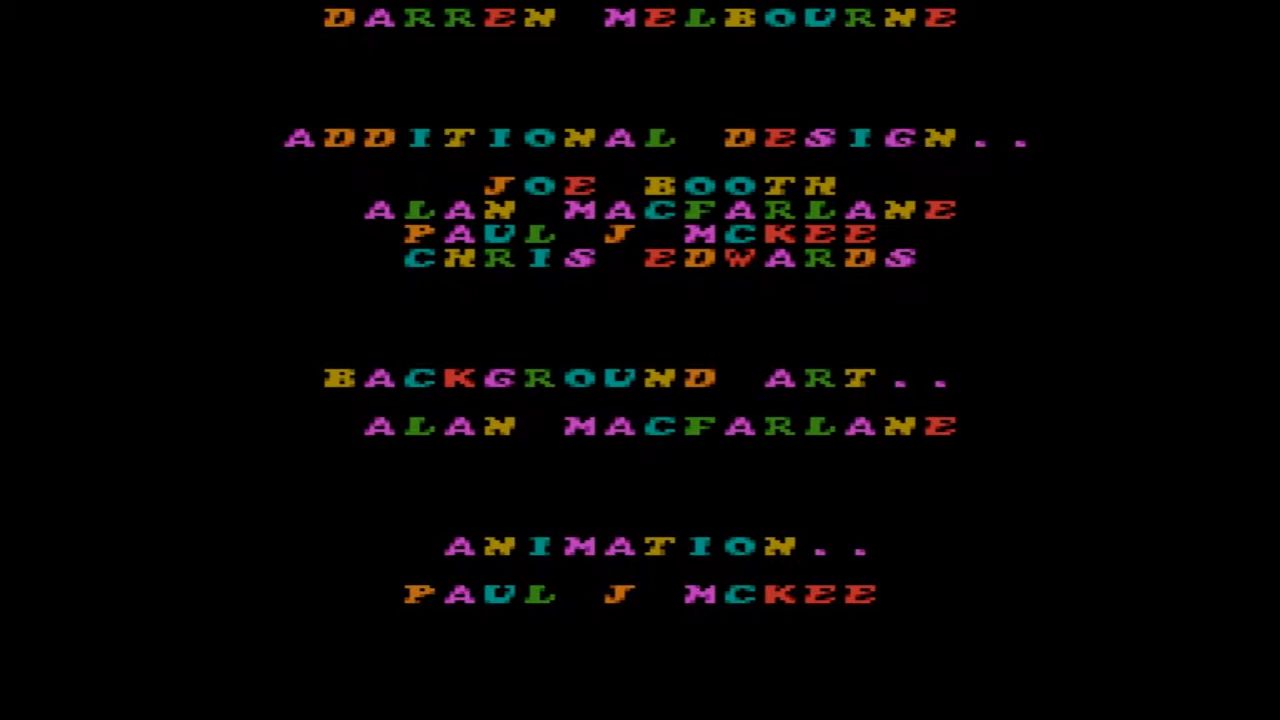 DARREN MELBOURNE
ADDITIONAL DESIGN..
JOE BOOTH
ALAN MACFARLANE
PAUL J MCKEE
CHRIS EDWARDS
BACKGROUND ART..
ALAN MACFARLANE
ANIMATION..
PAUL J MCKEE